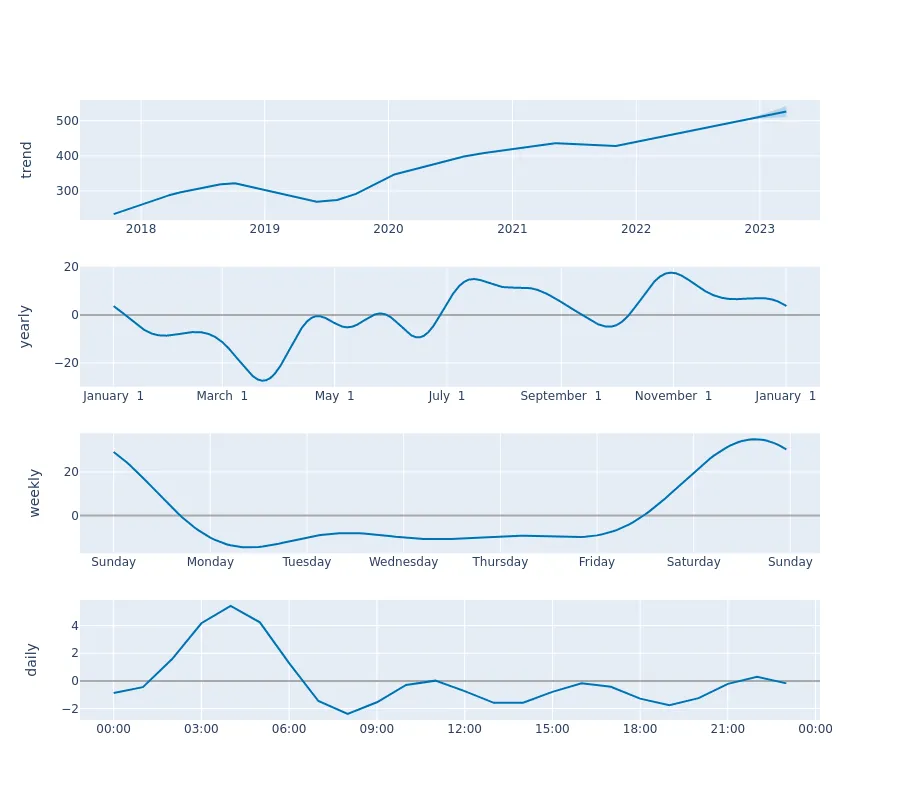 trend
500
400
300
2018 2019 2020 2021 2022 2023
yearly
20
0
−20
January 1 March 1 May 1 July 1 September 1 November 1 January 1
weekly
20
0
Sunday Monday Tuesday Wednesday Thursday Friday Saturday Sunday
daily
4
2
0
−2
00:00 03:00 06:00 09:00 12:00 15:00 18:00 21:00 00:00